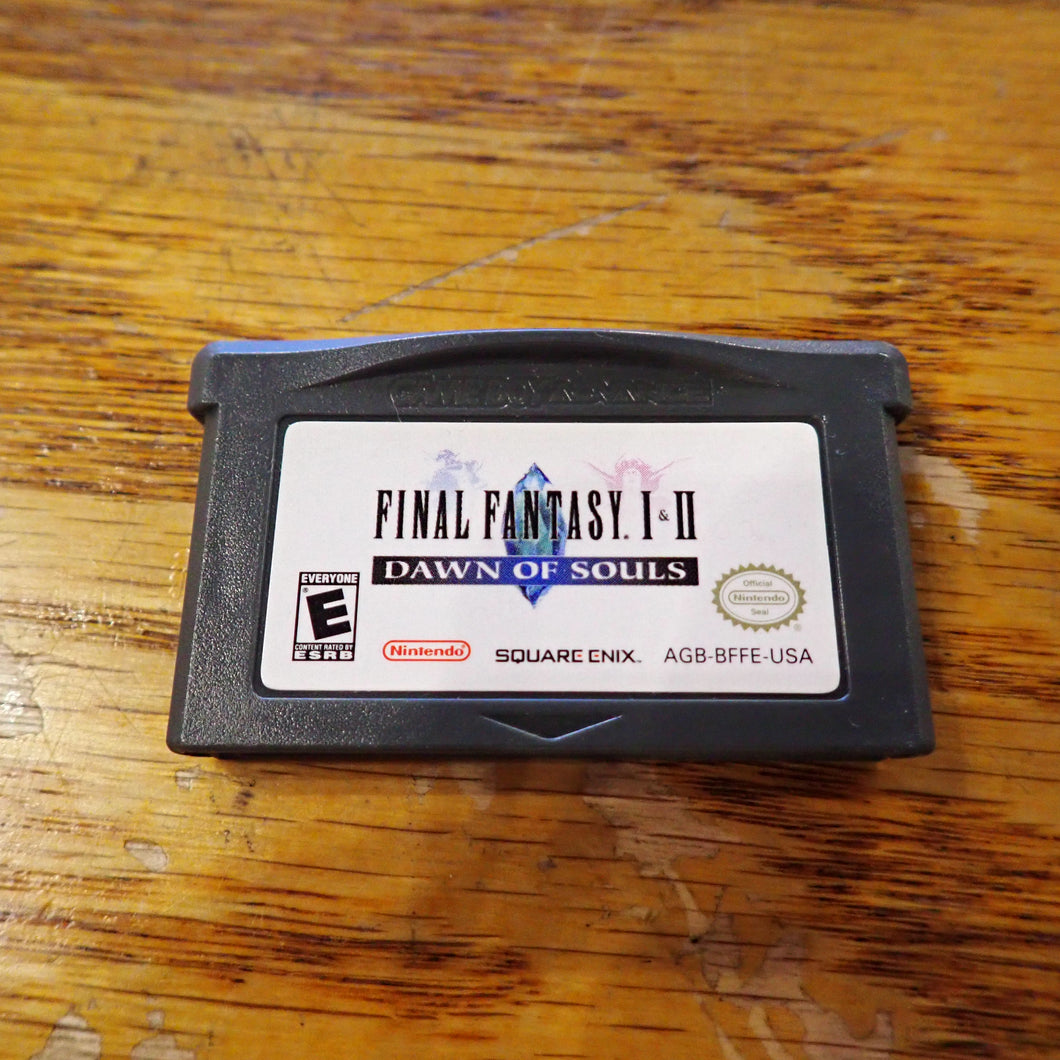 GAME BOY ADVANCE
FINAL FANTASY. I & II
DAWN OF SOULS
EVERYONE
E
®
CONTENT RATED BY
ESRB
Nintendo®
SQUARE ENIX™
Official
Nintendo
Seal
®
AGB-BFFE-USA